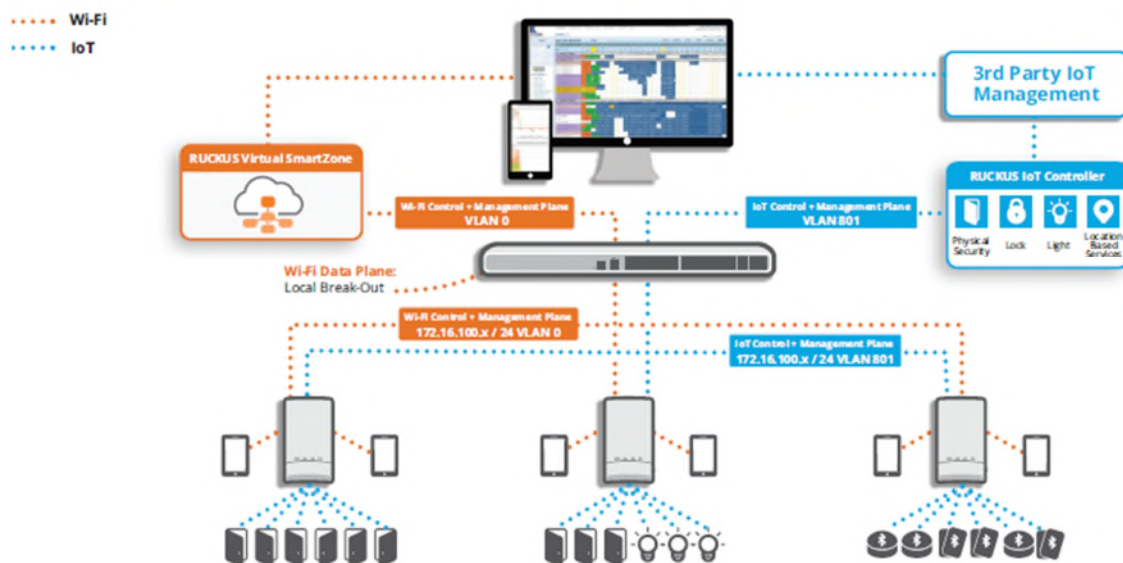 Wi-Fi
IoT
3rd Party IoT
Management
RUCKUS Virtual SmartZone
RUCKUS IoT Controller
Wi-Fi Control + Management Plane
VLAN 0
IoT Control + Management Plane
VLAN 801
Physical
Security
Lock
Light
Location
Based
Services
Wi-Fi Data Plane:
Local Break-Out
Wi-Fi Control + Management Plane
172.16.100.x / 24 VLAN 0
IoT Control + Management Plane
172.16.100.x / 24 VLAN 801